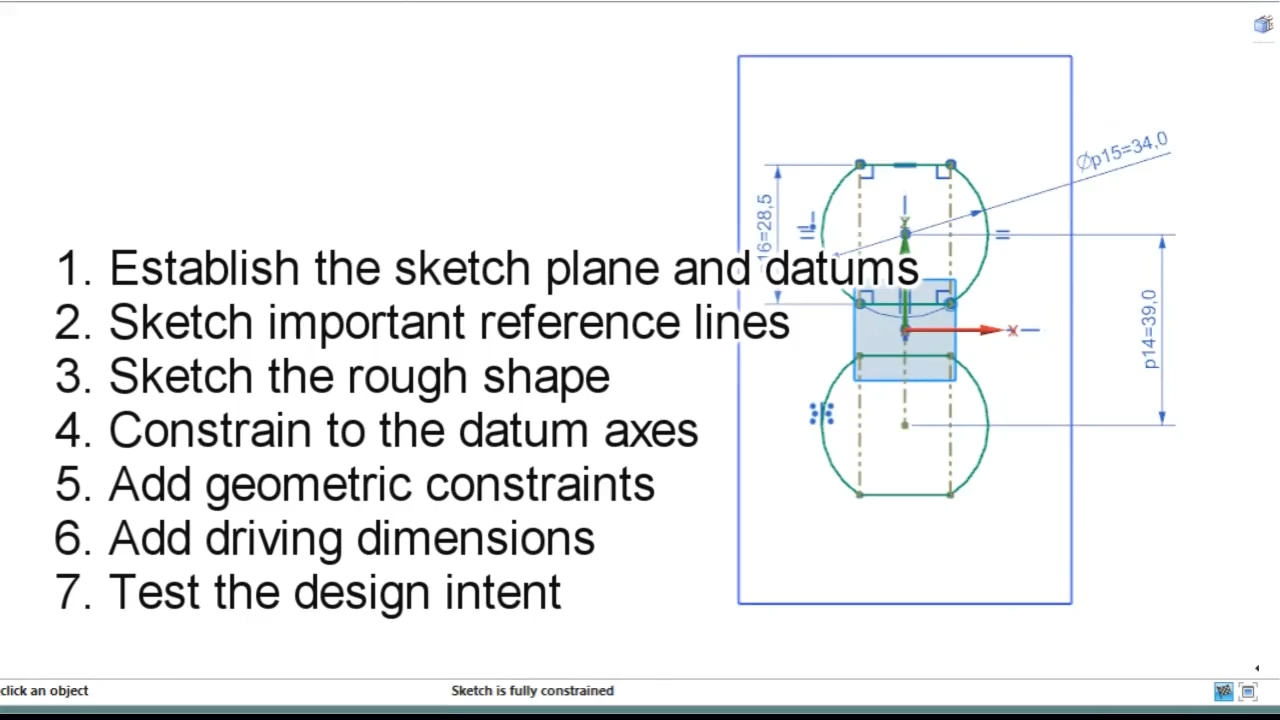 Øp15=34,0
16=28,5
1. Establish the sketch plane and datums
2. Sketch important reference lines
3. Sketch the rough shape
4. Constrain to the datum axes
5. Add geometric constraints
6. Add driving dimensions
7. Test the design intent
Y
X
p14=39,0
click an object
Sketch is fully constrained